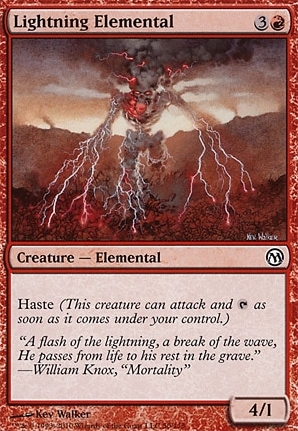 Lightning Elemental 3
KEV WALKER
Creature — Elemental
Haste (This creature can attack and as
soon as it comes under your control.)
“A flash of the lightning, a break of the wave,
He passes from life to his rest in the grave.”
—William Knox, “Mortality”
Kev Walker
4/1